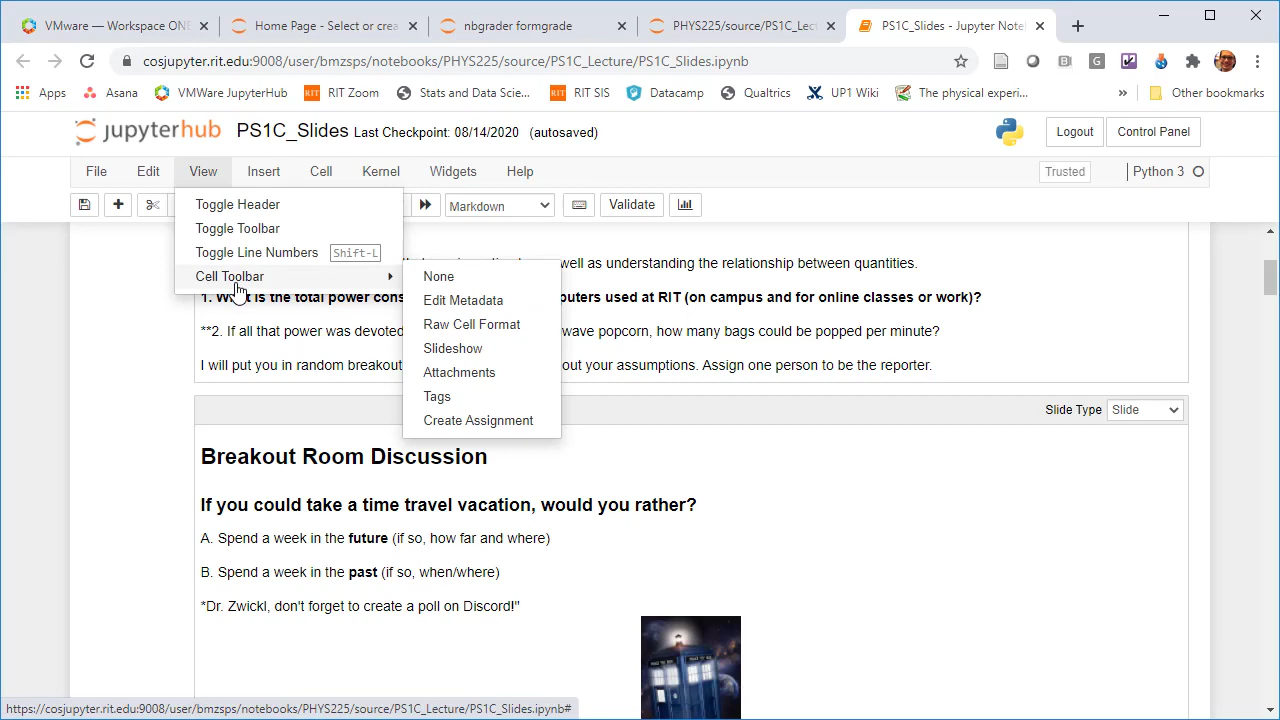 VMware — Workspace ONE
Home Page - Select or crea
nbgrader formgrade
PHYS225/source/PS1C_Lect
PS1C_Slides - Jupyter Note
cosjupyter.rit.edu:9008/user/bmzsps/notebooks/PHYS225/source/PS1C_Lecture/PS1C_Slides.ipynb
Apps
Asana
VMWare JupyterHub
RIT Zoom
Stats and Data Scie...
RIT SIS
Datacamp
Qualtrics
UP1 Wiki
The physical experi...
»
Other bookmarks
jupyterhub
PS1C_Slides Last Checkpoint: 08/14/2020 (autosaved)
Logout
Control Panel
File Edit View Insert Cell Kernel Widgets Help
Trusted
Python 3
Markdown
Validate
Toggle Header
Toggle Toolbar
Toggle Line Numbers Shift-L
Cell Toolbar
None
Edit Metadata
Raw Cell Format
Slideshow
Attachments
Tags
Create Assignment
well as understanding the relationship between quantities.
1. What is the total power cons puters used at RIT (on campus and for online classes or work)?
**2. If all that power was devoted wave popcorn, how many bags could be popped per minute?
I will put you in random breakout out your assumptions. Assign one person to be the reporter.
Slide Type Slide
Breakout Room Discussion
If you could take a time travel vacation, would you rather?
A. Spend a week in the future (if so, how far and where)
B. Spend a week in the past (if so, when/where)
*Dr. Zwickl, don't forget to create a poll on Discord!"
https://cosjupyter.rit.edu:9008/user/bmzsps/notebooks/PHYS225/source/PS1C_Lecture/PS1C_Slides.ipynb#